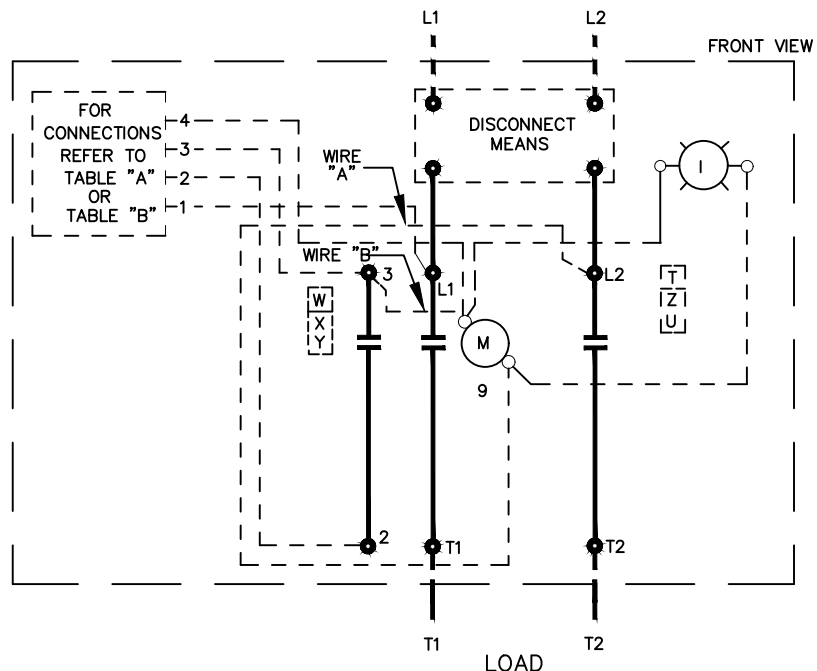 L1
L2
FRONT VIEW
FOR
CONNECTIONS
REFER TO
TABLE "A"
OR
TABLE "B"
4
3
2
1
WIRE
"A"
DISCONNECT
MEANS
I
WIRE "B"
3
L1
L2
W
X
Y
T
Z
U
M
9
2
T1
T2
T1
T2
LOAD